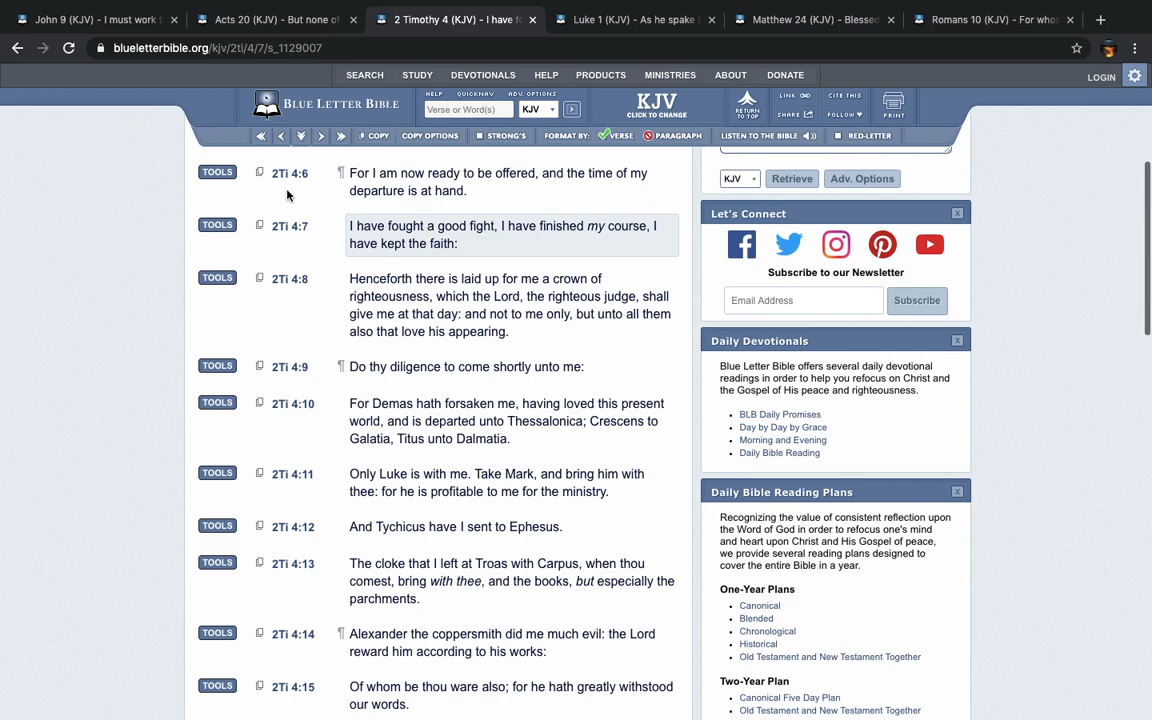 John 9 (KJV) - I must work t
Acts 20 (KJV) - But none of
2 Timothy 4 (KJV) - I have f
Luke 1 (KJV) - As he spake
Matthew 24 (KJV) - Blessed
Romans 10 (KJV) - For whos
blueletterbible.org/kjv/2ti/4/7/s_1129007
SEARCH STUDY DEVOTIONALS HELP PRODUCTS MINISTRIES ABOUT DONATE
LOGIN
BLUE LETTER BIBLE
HELP QUICKNAV ADV. OPTIONS
Verse or Word(s) KJV
KJV
CLICK TO CHANGE
RETURN
TO TOP
LINK
SHARE
CITE THIS
FOLLOW
PRINT
COPY COPY OPTIONS STRONG'S FORMAT BY: VERSE PARAGRAPH LISTEN TO THE BIBLE RED-LETTER
TOOLS 2Ti 4:6 ¶ For I am now ready to be offered, and the time of my
departure is at hand.
TOOLS 2Ti 4:7 I have fought a good fight, I have finished my course, I
have kept the faith:
TOOLS 2Ti 4:8 Henceforth there is laid up for me a crown of
righteousness, which the Lord, the righteous judge, shall
give me at that day: and not to me only, but unto all them
also that love his appearing.
TOOLS 2Ti 4:9 ¶ Do thy diligence to come shortly unto me:
TOOLS 2Ti 4:10 For Demas hath forsaken me, having loved this present
world, and is departed unto Thessalonica; Crescens to
Galatia, Titus unto Dalmatia.
TOOLS 2Ti 4:11 Only Luke is with me. Take Mark, and bring him with
thee: for he is profitable to me for the ministry.
TOOLS 2Ti 4:12 And Tychicus have I sent to Ephesus.
TOOLS 2Ti 4:13 The cloke that I left at Troas with Carpus, when thou
comest, bring with thee, and the books, but especially the
parchments.
TOOLS 2Ti 4:14 ¶ Alexander the coppersmith did me much evil: the Lord
reward him according to his works:
TOOLS 2Ti 4:15 Of whom be thou ware also; for he hath greatly withstood
our words.
KJV Retrieve Adv. Options
Let's Connect
Subscribe to our Newsletter
Email Address Subscribe
Daily Devotionals
Blue Letter Bible offers several daily devotional
readings in order to help you refocus on Christ and
the Gospel of His peace and righteousness.
• BLB Daily Promises
• Day by Day by Grace
• Morning and Evening
• Daily Bible Reading
Daily Bible Reading Plans
Recognizing the value of consistent reflection upon
the Word of God in order to refocus one's mind
and heart upon Christ and His Gospel of peace,
we provide several reading plans designed to
cover the entire Bible in a year.
One-Year Plans
• Canonical
• Blended
• Chronological
• Historical
• Old Testament and New Testament Together
Two-Year Plan
• Canonical Five Day Plan
• Old Testament and New Testament Together